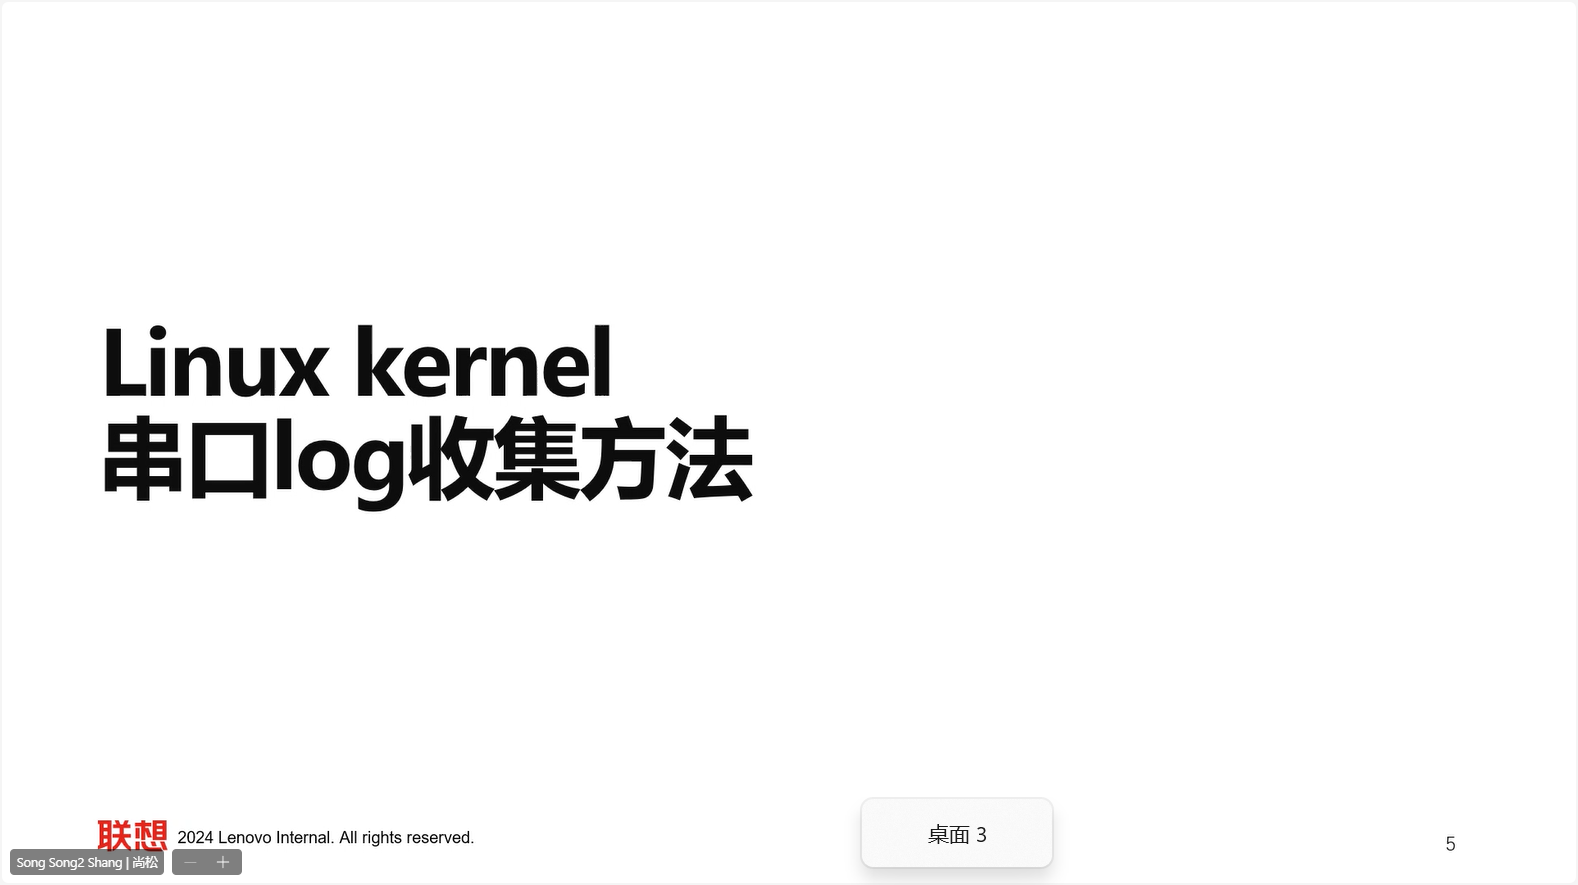 Linux kernel
串口log收集方法
联想 2024 Lenovo Internal. All rights reserved.
桌面 3
5
Song Song2 Shang | 尚松